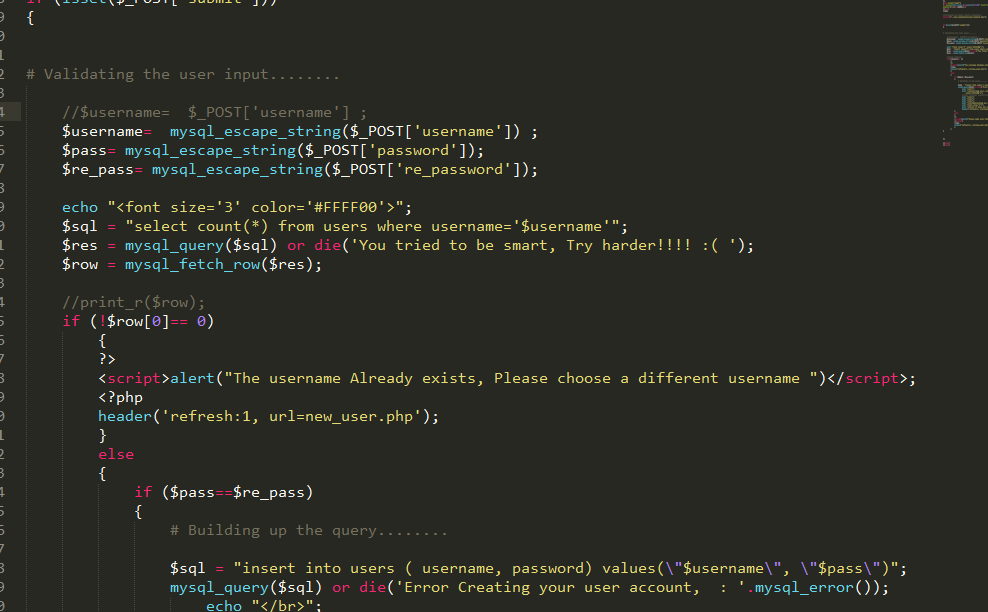 if (isset($_POST['submit']))
{
# Validating the user input........
//$username=  $_POST['username'] ;
$username=  mysql_escape_string($_POST['username']) ;
$pass= mysql_escape_string($_POST['password']);
$re_pass= mysql_escape_string($_POST['re_password']);
echo "<font size='3' color='#FFFF00'>";
$sql = "select count(*) from users where username='$username'";
$res = mysql_query($sql) or die('You tried to be smart, Try harder!!!! :( ');
$row = mysql_fetch_row($res);
//print_r($row);
if (!$row[0]== 0)
{
?>
<script>alert("The username Already exists, Please choose a different username ")</script>;
<?php
header('refresh:1, url=new_user.php');
}
else
{
if ($pass==$re_pass)
{
# Building up the query........
$sql = "insert into users ( username, password) values(\"$username\", \"$pass\")";
mysql_query($sql) or die('Error Creating your user account,  : '.mysql_error());
echo "</br>";